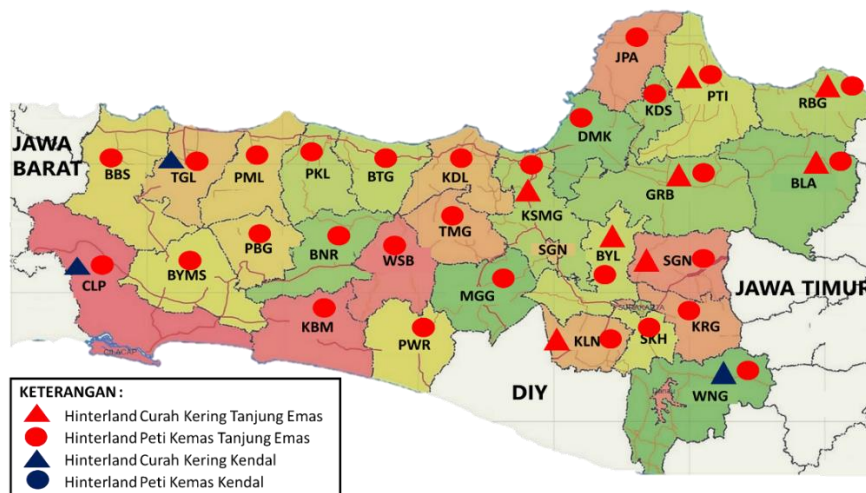 JPA
PTI
KDS
RBG
DMK
JAWA
BARAT
BBS
TGL
PML
PKL
BTG
KDL
KSMG
GRB
BLA
TMG
SGN
BYL
SGN
PBG
BNR
WSB
BYMS
CLP
MGG
JAWA TIMUR
KBM
PWR
KLN
SKH
KRG
DIY
WNG
CILACAP
KETERANGAN :
Hinterland Curah Kering Tanjung Emas
Hinterland Peti Kemas Tanjung Emas
Hinterland Curah Kering Kendal
Hinterland Peti Kemas Kendal